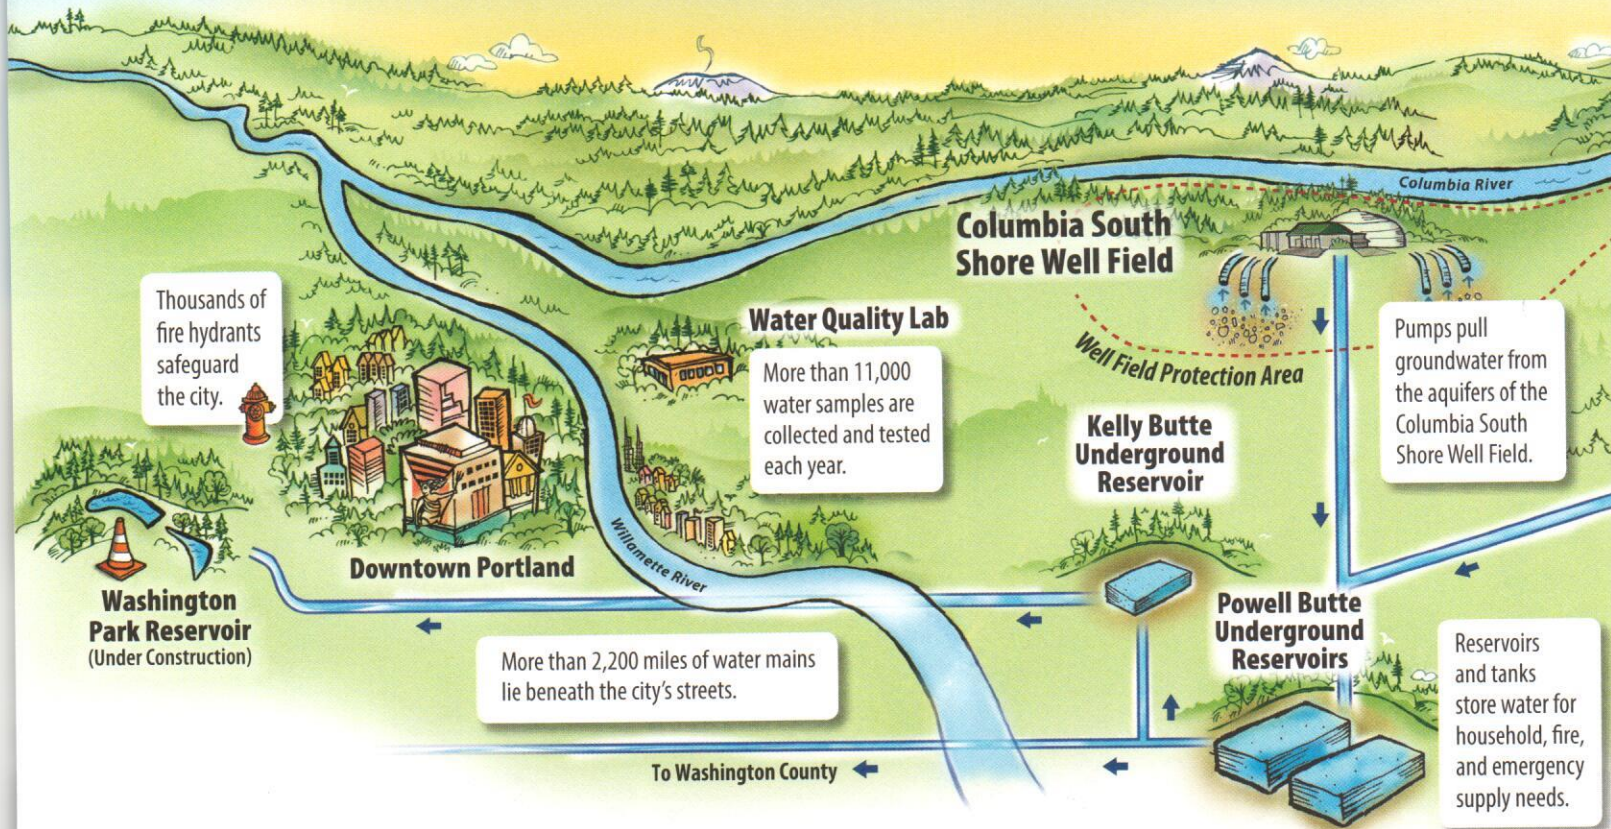 Columbia River
Columbia South
Shore Well Field
Thousands of
fire hydrants
safeguard
the city.
Water Quality Lab
More than 11,000
water samples are
collected and tested
each year.
Well Field Protection Area
Pumps pull
groundwater from
the aquifers of the
Columbia South
Shore Well Field.
Kelly Butte
Underground
Reservoir
Willamette River
Downtown Portland
Washington
Park Reservoir
(Under Construction)
Powell Butte
Underground
Reservoirs
More than 2,200 miles of water mains
lie beneath the city's streets.
Reservoirs
and tanks
store water for
household, fire,
and emergency
supply needs.
To Washington County